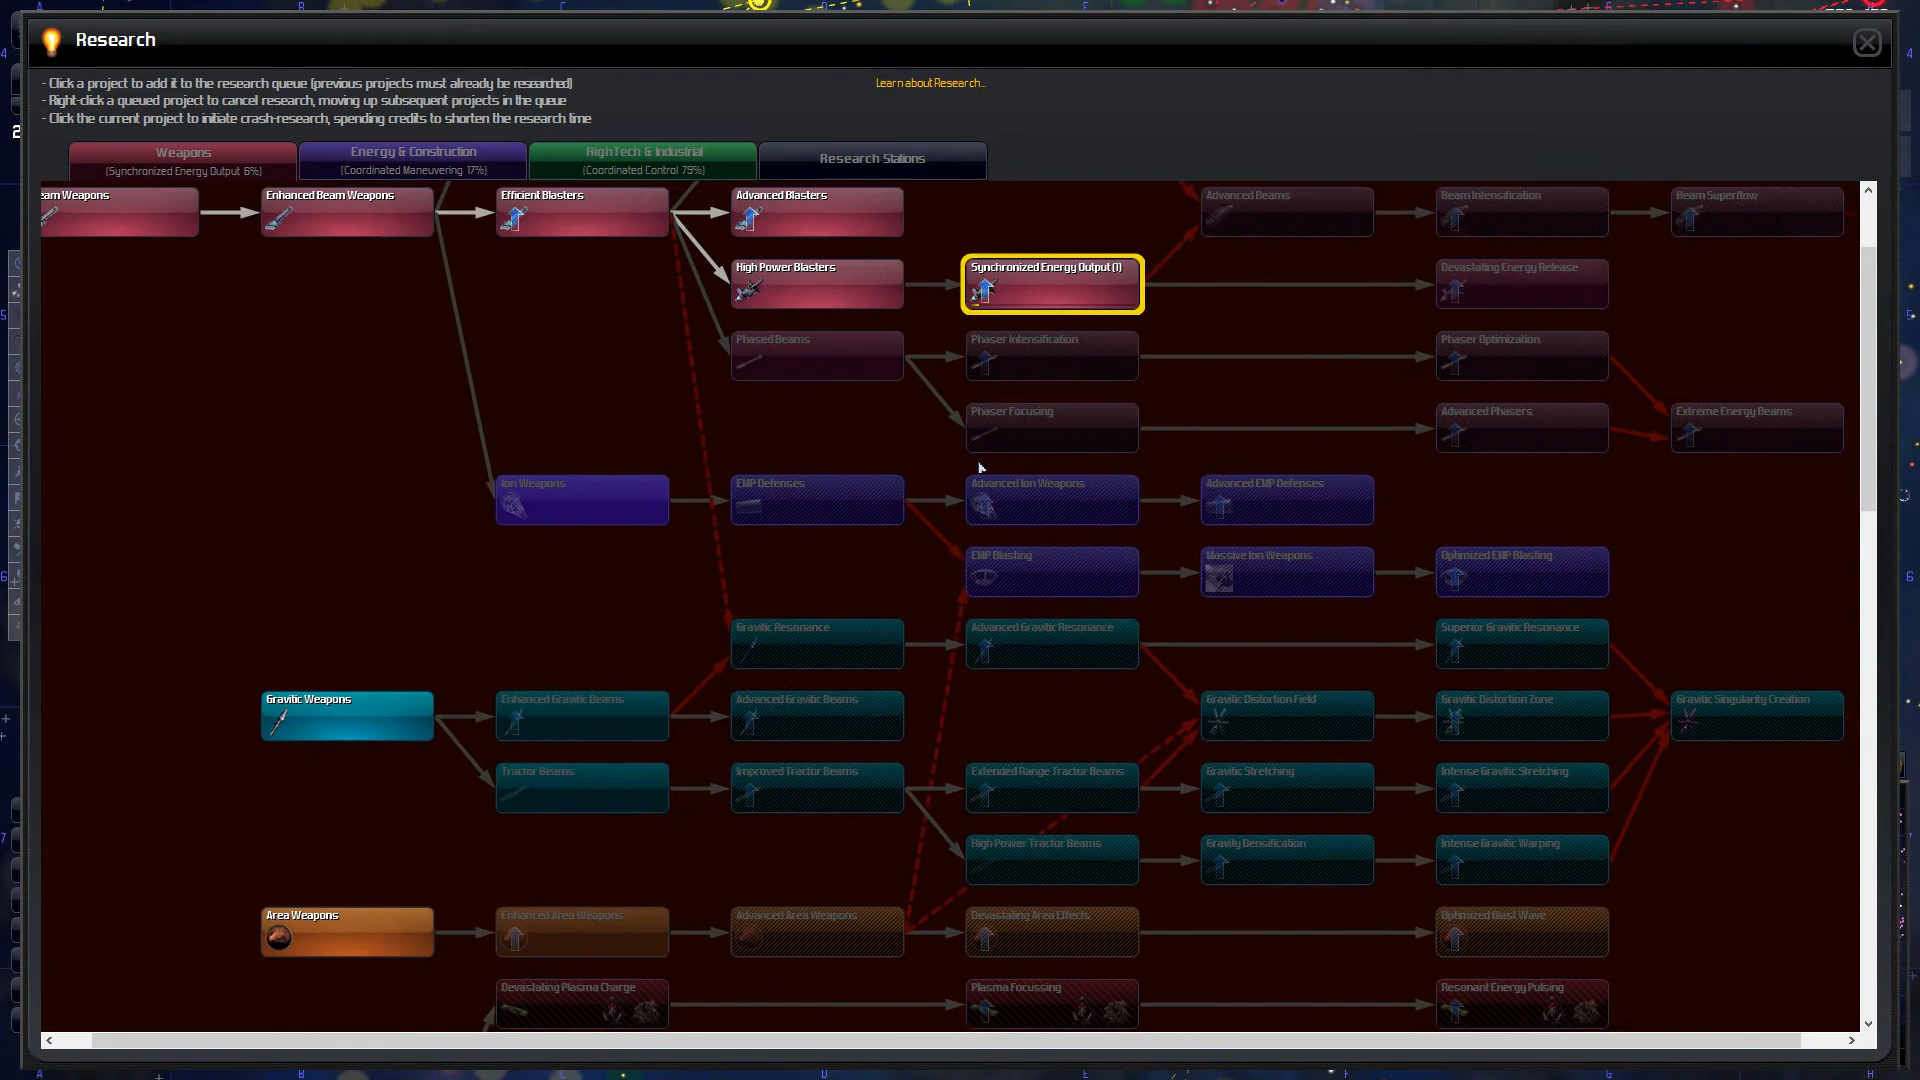 Research
- Click a project to add it to the research queue (previous projects must already be researched)
Learn about Research...
- Right-click a queued project to cancel research, moving up subsequent projects in the queue
- Click the current project to initiate crash-research, spending credits to shorten the research time
Weapons
(Synchronized Energy Output 6%)
Energy & Construction
(Coordinated Maneuvering 17%)
HighTech & Industrial
(Coordinated Control 79%)
Research Stations
eam Weapons
Enhanced Beam Weapons
Efficient Blasters
Advanced Blasters
Advanced Beams
Beam Intensification
Beam Superflow
High Power Blasters
Synchronized Energy Output (1)
Devastating Energy Release
Phased Beams
Phaser Intensification
Phaser Optimization
Phaser Focusing
Advanced Phasers
Extreme Energy Beams
Ion Weapons
EMP Defenses
Advanced Ion Weapons
Advanced EMP Defenses
EMP Blasting
Massive Ion Weapons
Optimized EMP Blasting
Gravitic Resonance
Advanced Gravitic Resonance
Superior Gravitic Resonance
Gravitic Weapons
Enhanced Gravitic Beams
Advanced Gravitic Beams
Gravitic Distortion Field
Gravitic Distortion Zone
Gravitic Singularity Creation
Tractor Beams
Improved Tractor Beams
Extended Range Tractor Beams
Gravitic Stretching
Intense Gravitic Stretching
High Power Tractor Beams
Gravity Densification
Intense Gravitic Warping
Area Weapons
Enhanced Area Weapons
Advanced Area Weapons
Devastating Area Effects
Optimized Blast Wave
Devastating Plasma Charge
Plasma Focussing
Resonant Energy Pulsing